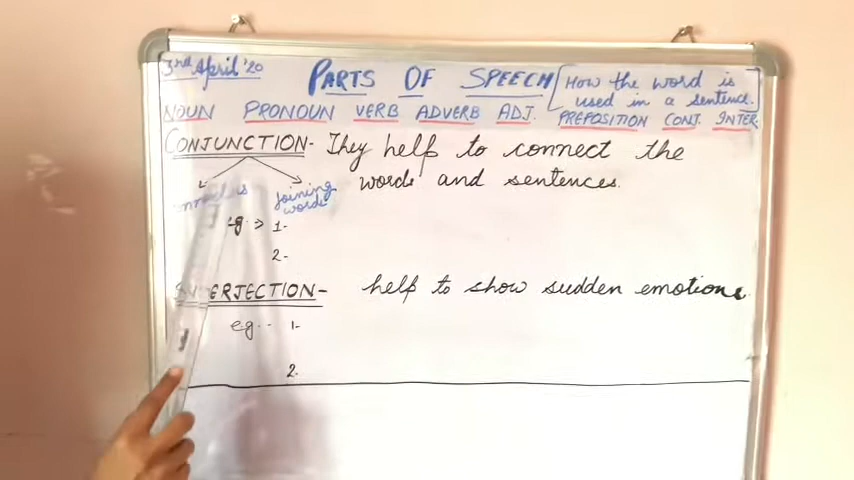 3rd April '20
PARTS OF SPEECH
[How the word is
used in a sentence.]
NOUN PRONOUN VERB ADVERB ADJ. PREPOSITION CONJ. INTER.
CONJUNCTION- They help to connect the
words and sentences.
joining
words
eg. > 1-
2-
help to show sudden emotions.
eg.- 1-
2.